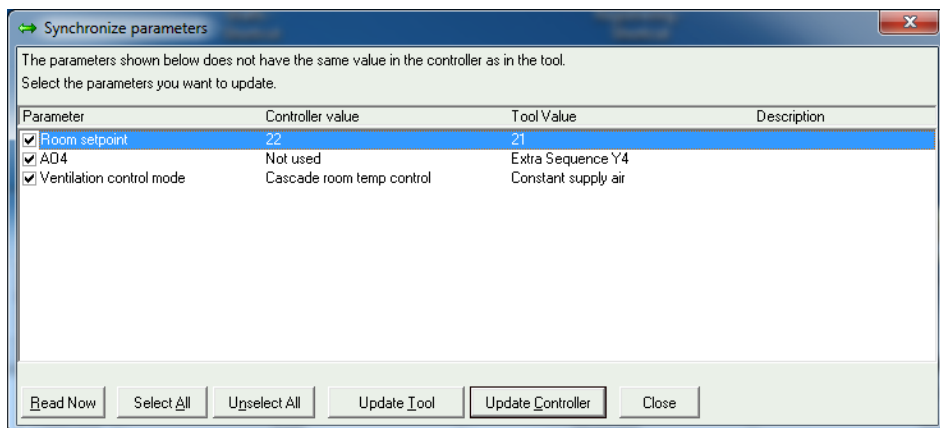 Synchronize parameters
The parameters shown below does not have the same value in the controller as in the tool.
Select the parameters you want to update.
Parameter Controller value Tool Value Description
Room setpoint 22 21
AO4 Not used Extra Sequence Y4
Ventilation control mode Cascade room temp control Constant supply air
Read Now Select All Unselect All Update Tool Update Controller Close